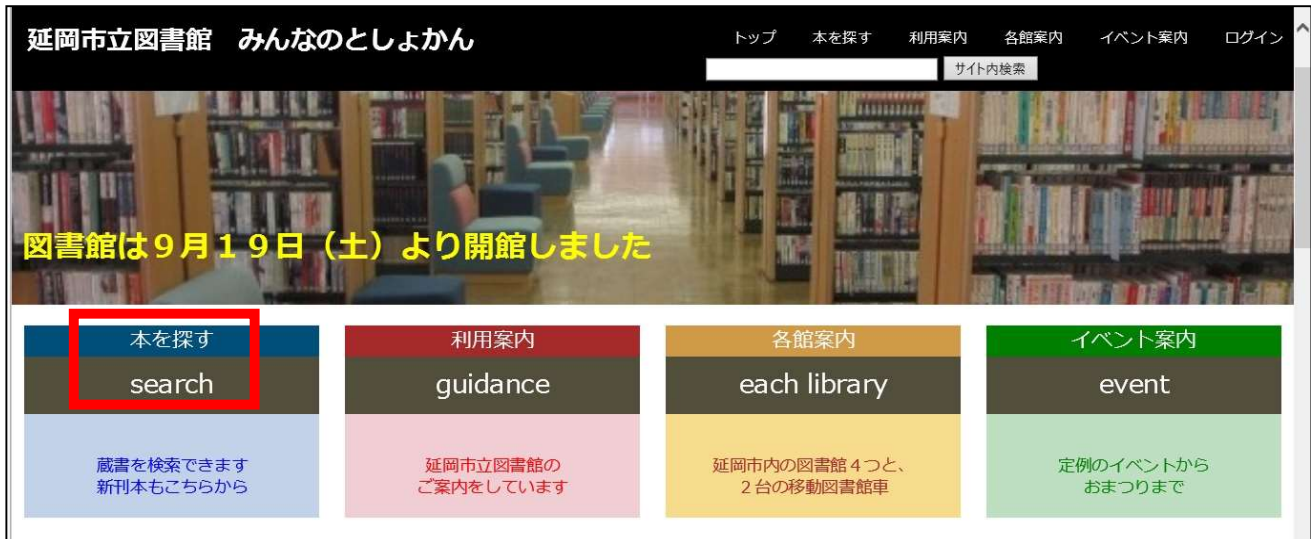 延岡市立図書館　みんなのとしょかん
トップ　本を探す　利用案内　各館案内　イベント案内　ログイン
サイト内検索
図書館は９月１９日（土）より開館しました
本を探す
search
蔵書を検索できます
新刊本もこちらから
利用案内
guidance
延岡市立図書館の
ご案内をしています
各館案内
each library
延岡市内の図書館４つと、
２台の移動図書館車
イベント案内
event
定例のイベントから
おまつりまで